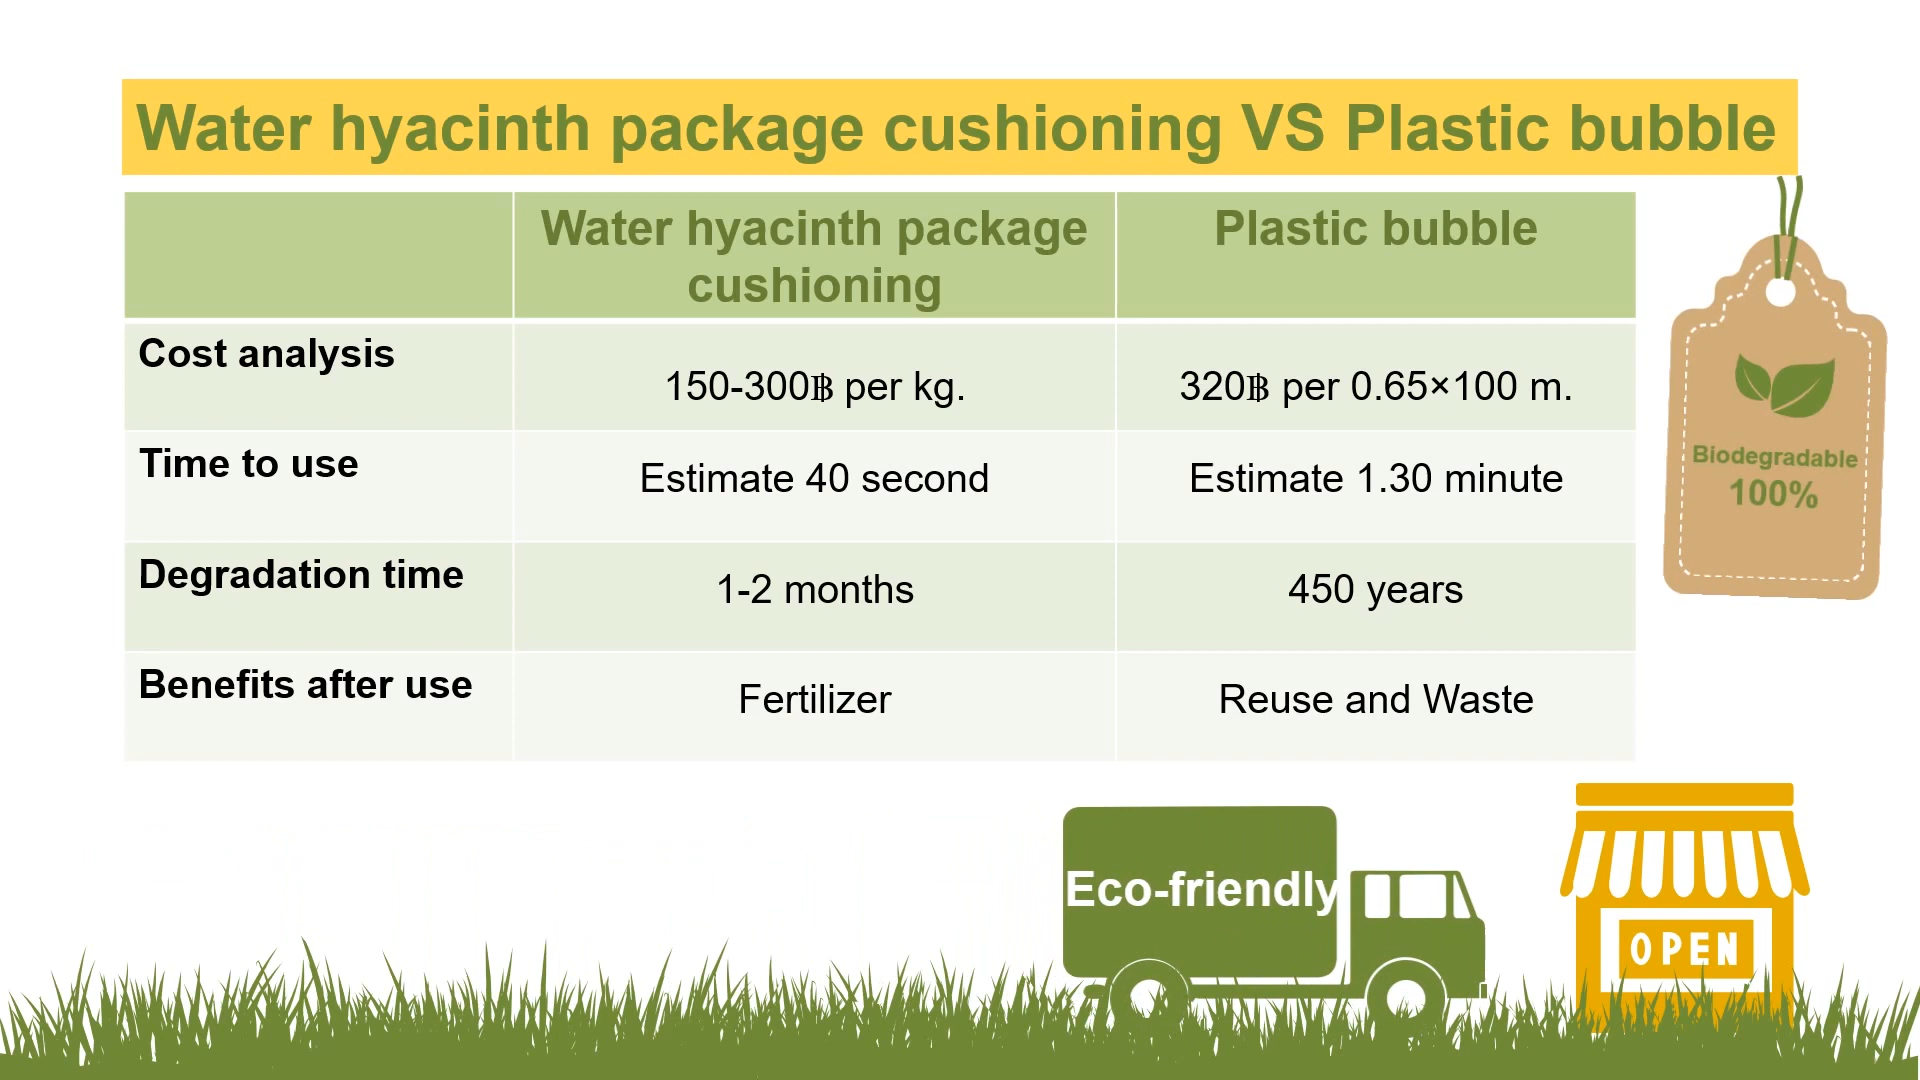 Water hyacinth package cushioning VS Plastic bubble
Water hyacinth package
cushioning
Plastic bubble
Cost analysis
150-300฿ per kg.
320฿ per 0.65×100 m.
Time to use
Estimate 40 second
Estimate 1.30 minute
Degradation time
1-2 months
450 years
Benefits after use
Fertilizer
Reuse and Waste
Biodegradable
100%
Eco-friendly
OPEN